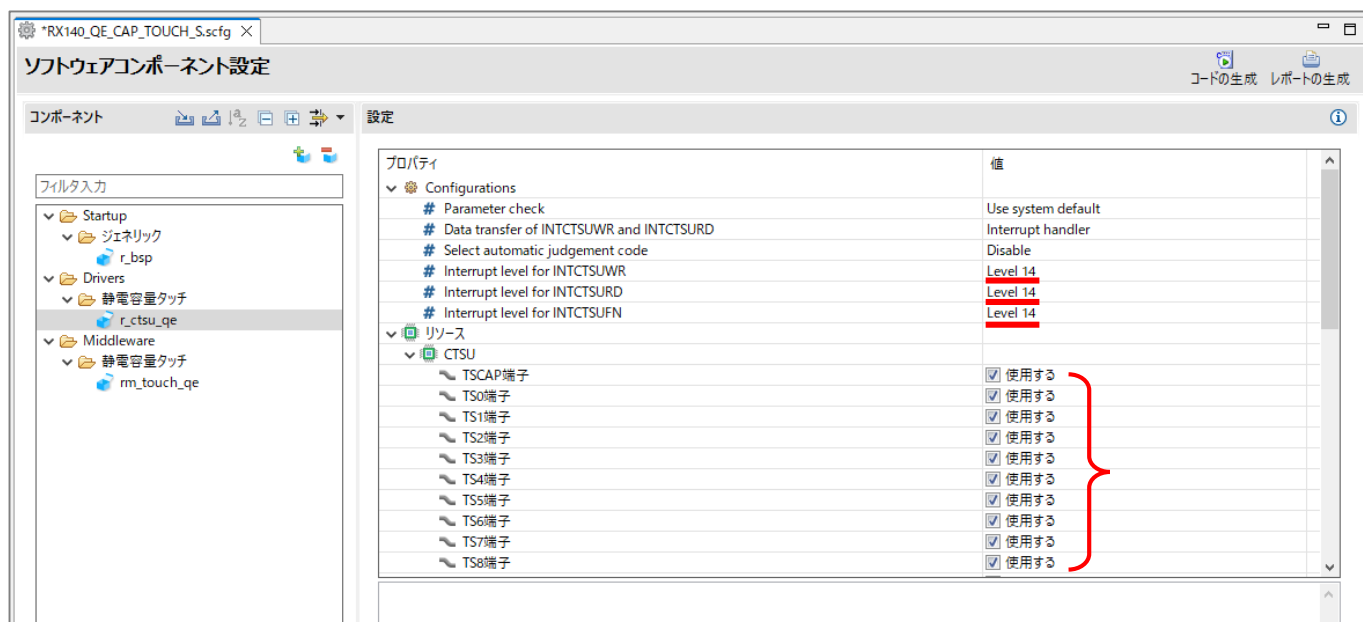 *RX140_QE_CAP_TOUCH_S.scfg
ソフトウェアコンポーネント設定
コードの生成 レポートの生成
コンポーネント
設定
フィルタ入力
Startup
ジェネリック
r_bsp
Drivers
静電容量タッチ
r_ctsu_qe
Middleware
静電容量タッチ
rm_touch_qe
プロパティ 値
Configurations
# Parameter check Use system default
# Data transfer of INTCTSUWR and INTCTSURD Interrupt handler
# Select automatic judgement code Disable
# Interrupt level for INTCTSUWR Level 14
# Interrupt level for INTCTSURD Level 14
# Interrupt level for INTCTSUFN Level 14
リソース
CTSU
TSCAP端子 使用する
TS0端子 使用する
TS1端子 使用する
TS2端子 使用する
TS3端子 使用する
TS4端子 使用する
TS5端子 使用する
TS6端子 使用する
TS7端子 使用する
TS8端子 使用する